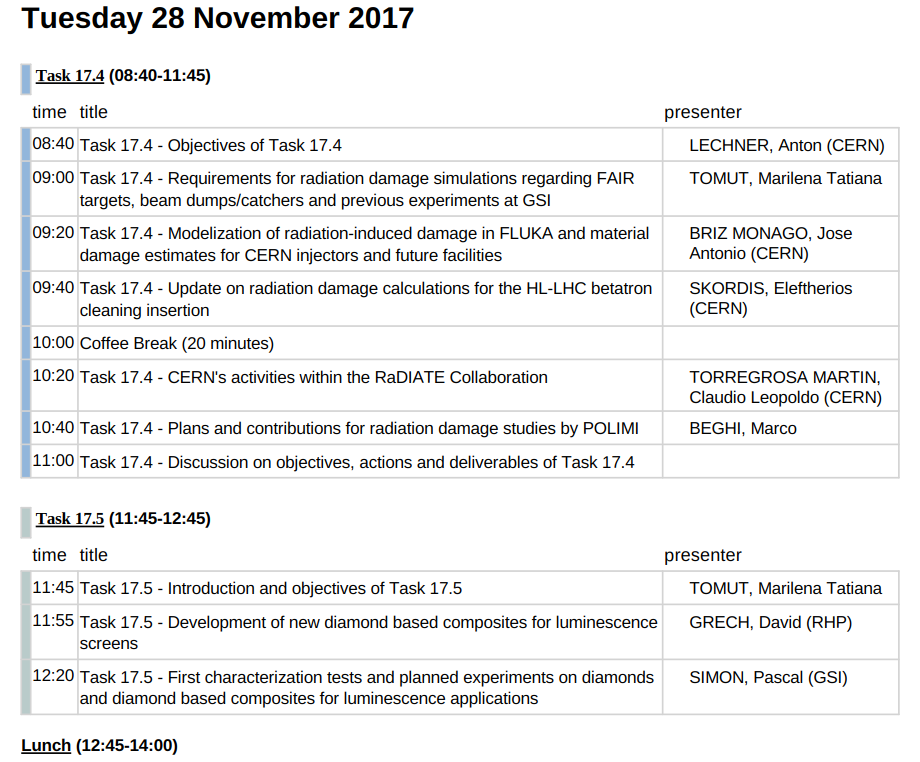 Tuesday 28 November 2017
Task 17.4 (08:40-11:45)
time title presenter
08:40 Task 17.4 - Objectives of Task 17.4 LECHNER, Anton (CERN)
09:00 Task 17.4 - Requirements for radiation damage simulations regarding FAIR TOMUT, Marilena Tatiana
targets, beam dumps/catchers and previous experiments at GSI
09:20 Task 17.4 - Modelization of radiation-induced damage in FLUKA and material BRIZ MONAGO, Jose
damage estimates for CERN injectors and future facilities Antonio (CERN)
09:40 Task 17.4 - Update on radiation damage calculations for the HL-LHC betatron SKORDIS, Eleftherios
cleaning insertion (CERN)
10:00 Coffee Break (20 minutes)
10:20 Task 17.4 - CERN's activities within the RaDIATE Collaboration TORREGROSA MARTIN,
Claudio Leopoldo (CERN)
10:40 Task 17.4 - Plans and contributions for radiation damage studies by POLIMI BEGHI, Marco
11:00 Task 17.4 - Discussion on objectives, actions and deliverables of Task 17.4
Task 17.5 (11:45-12:45)
time title presenter
11:45 Task 17.5 - Introduction and objectives of Task 17.5 TOMUT, Marilena Tatiana
11:55 Task 17.5 - Development of new diamond based composites for luminescence GRECH, David (RHP)
screens
12:20 Task 17.5 - First characterization tests and planned experiments on diamonds SIMON, Pascal (GSI)
and diamond based composites for luminescence applications
Lunch (12:45-14:00)